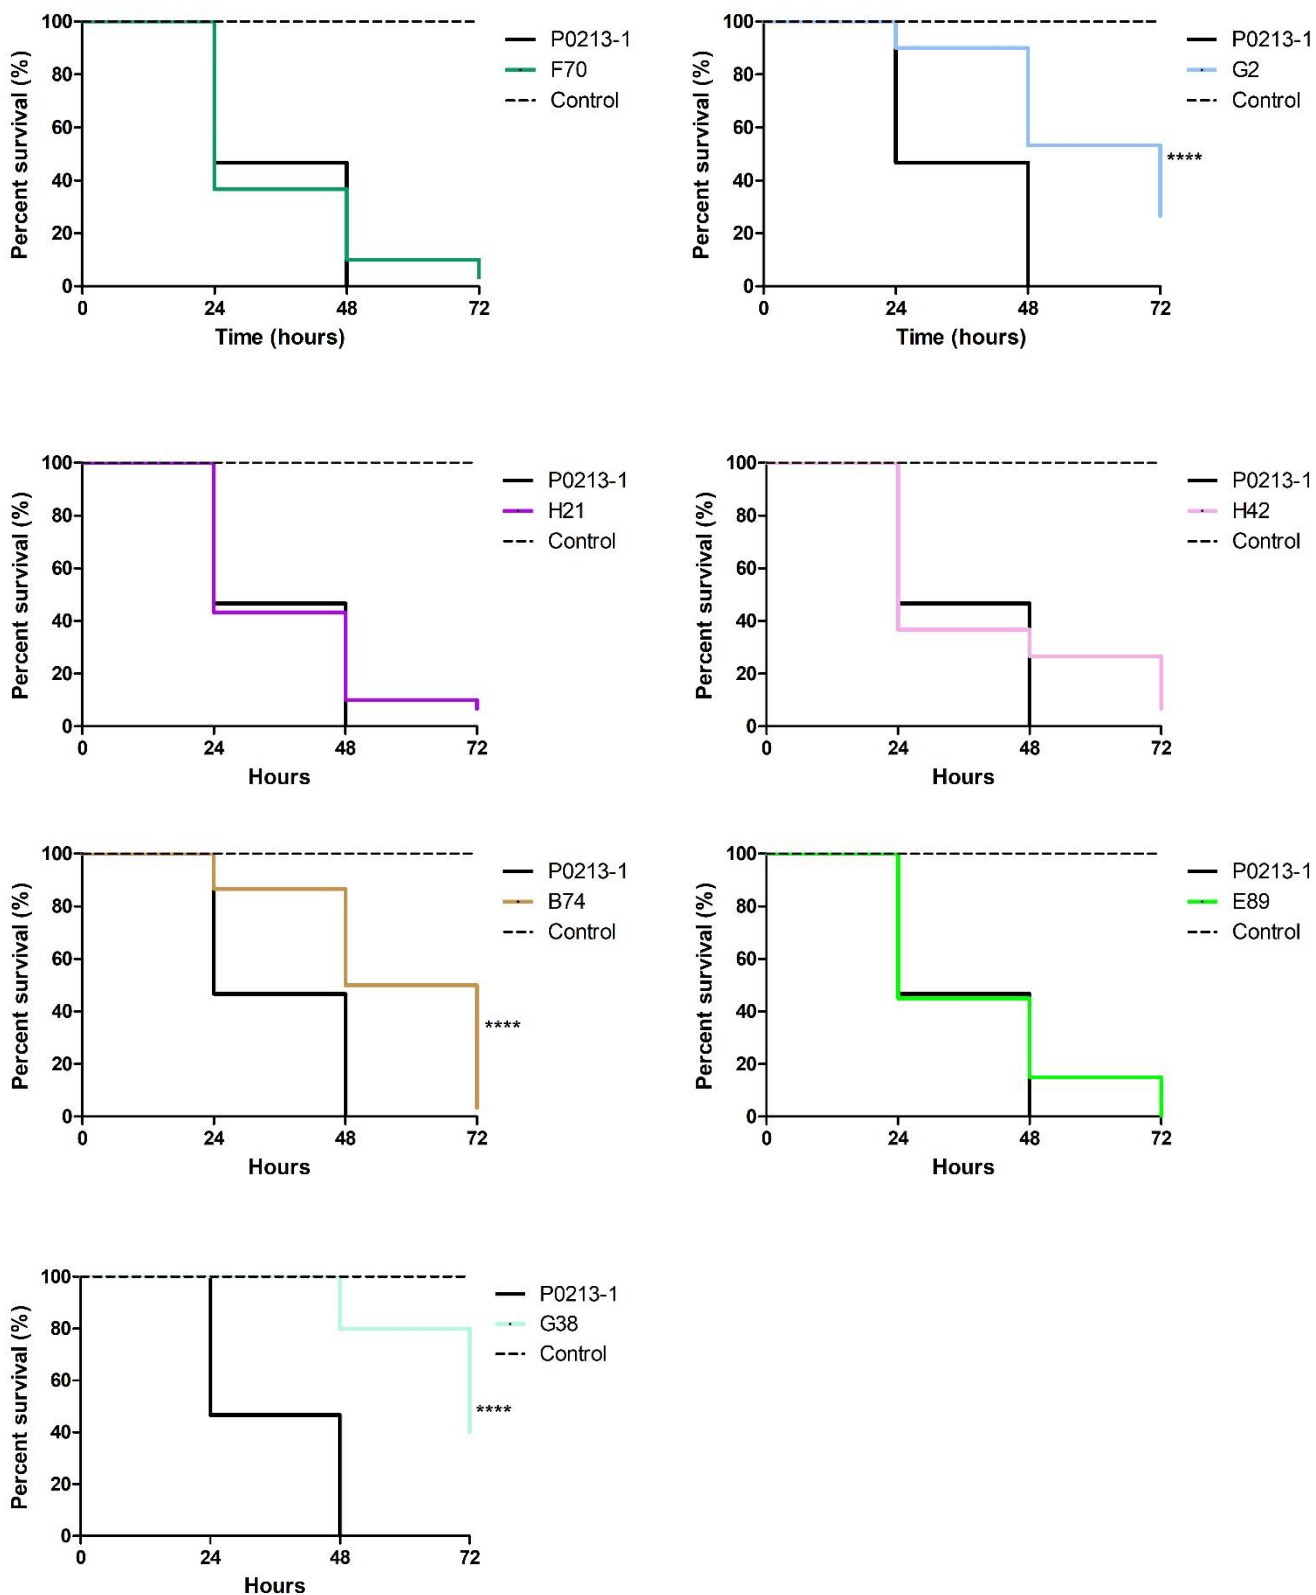 Percent survival (%)
100
80
60
40
20
0
0 24 48 72
Time (hours)
P0213-1
F70
Control
Percent survival (%)
100
80
60
40
20
0
0 24 48 72
Time (hours)
P0213-1
G2
Control
****
Percent survival (%)
100
80
60
40
20
0
0 24 48 72
Hours
P0213-1
H21
Control
Percent survival (%)
100
80
60
40
20
0
0 24 48 72
Hours
P0213-1
H42
Control
Percent survival (%)
100
80
60
40
20
0
0 24 48 72
Hours
P0213-1
B74
Control
****
Percent survival (%)
100
80
60
40
20
0
0 24 48 72
Hours
P0213-1
E89
Control
Percent survival (%)
100
80
60
40
20
0
0 24 48 72
Hours
P0213-1
G38
Control
****